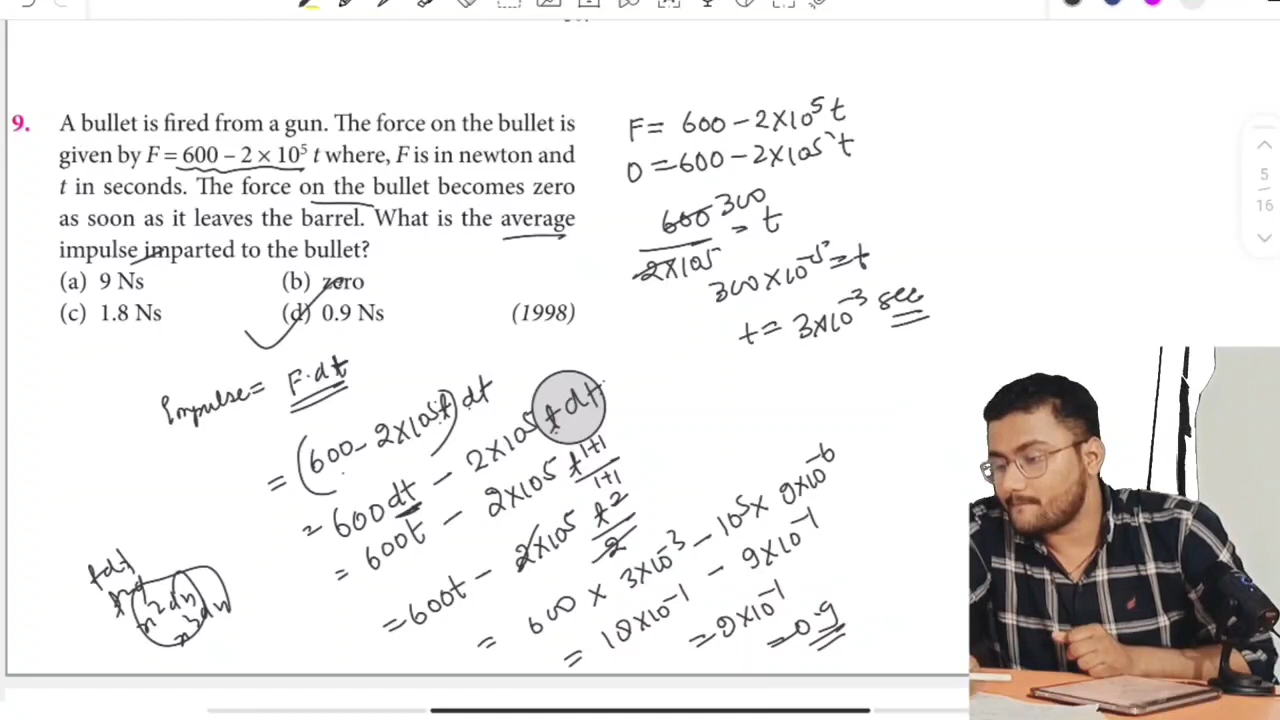 9. A bullet is fired from a gun. The force on the bullet is
given by F = 600 – 2 × 10⁵ t where, F is in newton and
t in seconds. The force on the bullet becomes zero
as soon as it leaves the barrel. What is the average
impulse imparted to the bullet?
(a) 9 Ns (b) zero
(c) 1.8 Ns (d) 0.9 Ns (1998)
F = 600 – 2×10⁵ t
0 = 600 – 2×10⁵ t
600 300
2×10⁵ = t
300×10⁻⁵ = t
t = 3×10⁻³ sec
Impulse = F.dt
= (600 – 2×10⁵t) dt
= 600dt – 2×10⁵ t dt
= 600t – 2×10⁵ t¹⁺¹/1+1
= 600t – 2×10⁵ t²/2
= 600 × 3×10⁻³ – 10⁵ × 9×10⁻⁶
= 18×10⁻¹ – 9×10⁻¹
= 9×10⁻¹
= 0.9
tdt
5
16